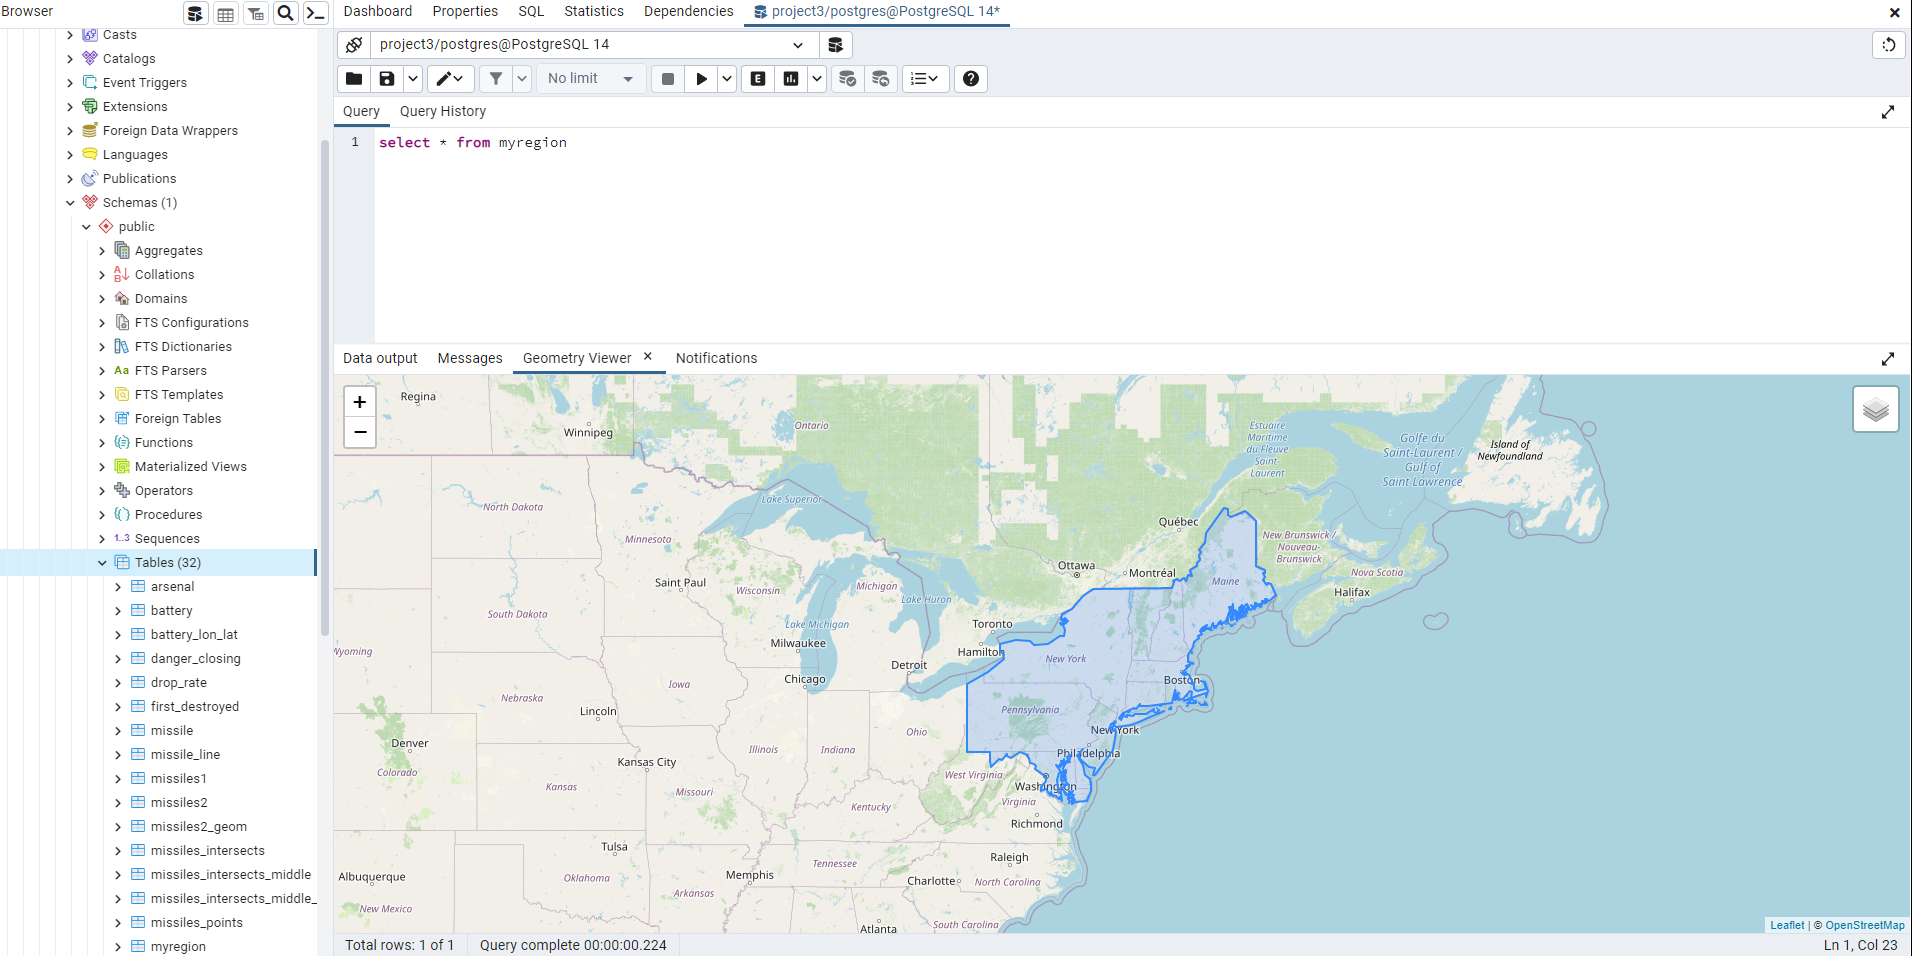 Browser
Dashboard Properties SQL Statistics Dependencies project3/postgres@PostgreSQL 14*
project3/postgres@PostgreSQL 14
No limit
Query Query History
1 select * from myregion
Casts
Catalogs
Event Triggers
Extensions
Foreign Data Wrappers
Languages
Publications
Schemas (1)
public
Aggregates
Collations
Domains
FTS Configurations
FTS Dictionaries
Aa FTS Parsers
FTS Templates
Foreign Tables
Functions
Materialized Views
Operators
Procedures
1..3 Sequences
Tables (32)
arsenal
battery
battery_lon_lat
danger_closing
drop_rate
first_destroyed
missile
missile_line
missiles1
missiles2
missiles2_geom
missiles_intersects
missiles_intersects_middle
missiles_intersects_middle_
missiles_points
myregion
Data output Messages Geometry Viewer Notifications
+
−
Regina
Winnipeg
Ontario
Estuaire
Maritime
du Fleuve
Saint-
Laurent
Golfe du
Saint-Laurent /
Gulf of
Saint Lawrence
Island of
Newfoundland
North Dakota
Lake Superior
Québec
Minnesota
New Brunswick /
Nouveau-
Brunswick
Ottawa
Montréal
Maine
Nova Scotia
Saint Paul
Wisconsin
Michigan
Lake Huron
Halifax
South Dakota
Lake Michigan
Toronto
Milwaukee
Hamilton
Wyoming
Detroit
New York
Chicago
Boston
Iowa
Nebraska
Lincoln
Pennsylvania
Ohio
New York
Denver
Illinois
Indiana
Philadelphia
Kansas City
Colorado
West Virginia
Kansas
Missouri
Washington
Kentucky
Virginia
Richmond
Tulsa
Raleigh
Tennessee
Albuquerque
Oklahoma
Memphis
Charlotte
North Carolina
Arkansas
New Mexico
Atlanta
South Carolina
Leaflet | © OpenStreetMap
Total rows: 1 of 1 Query complete 00:00:00.224 Ln 1, Col 23